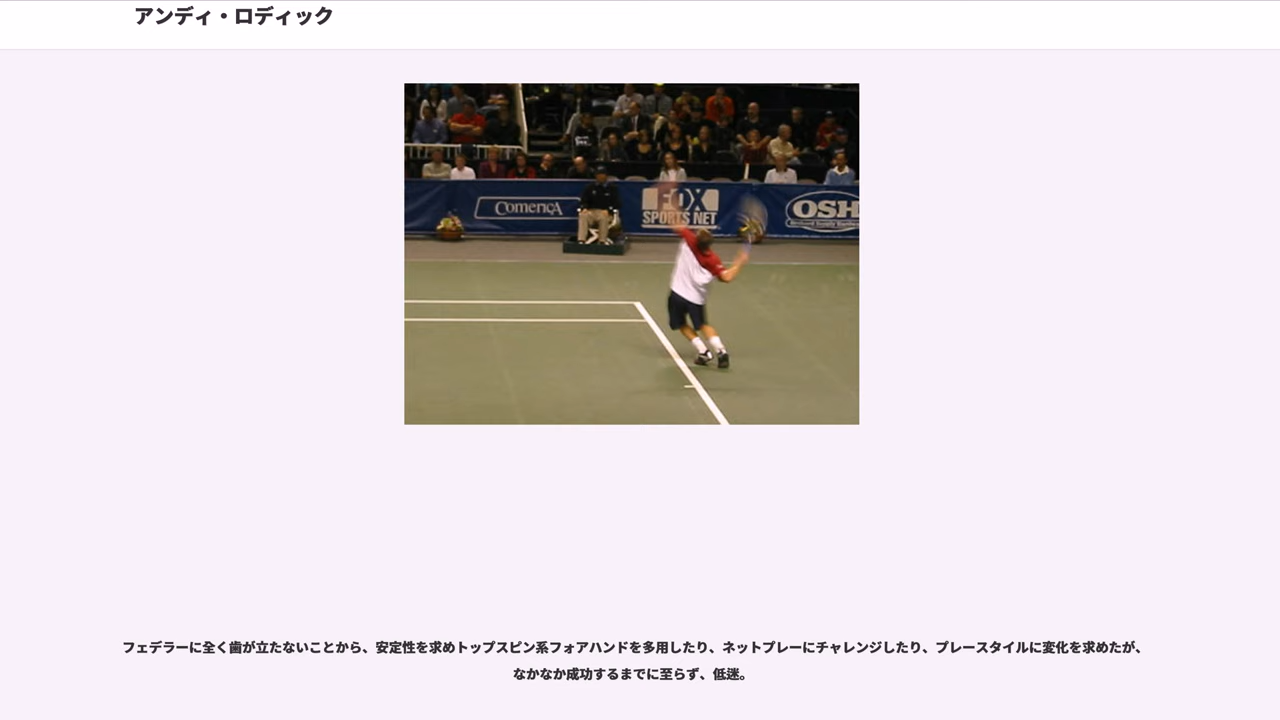 アンディ・ロディック
COMERICA
FOX
SPORTS NET
OSH
フェデラーに全く歯が立たないことから、安定性を求めトップスピン系フォアハンドを多用したり、ネットプレーにチャレンジしたり、プレースタイルに変化を求めたが、
なかなか成功するまでに至らず、低迷。